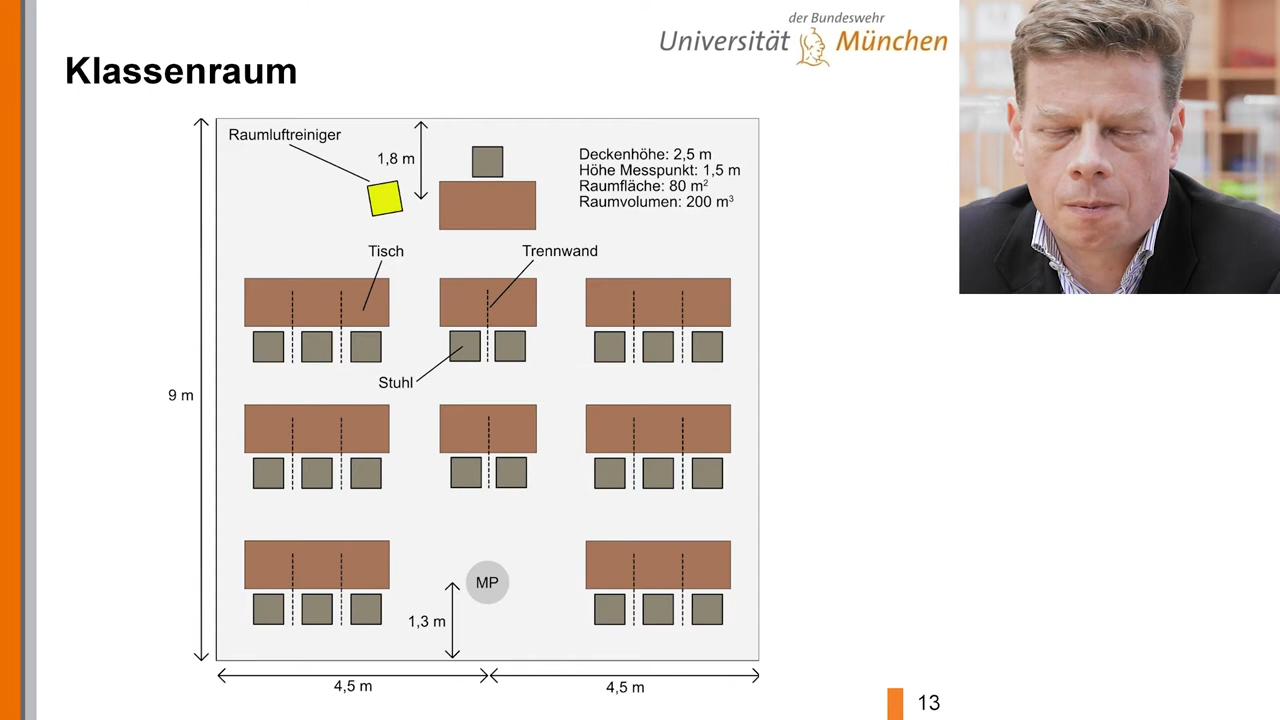 der Bundeswehr
Universität München
Klassenraum
Raumluftreiniger
1,8 m
Deckenhöhe: 2,5 m
Höhe Messpunkt: 1,5 m
Raumfläche: 80 m²
Raumvolumen: 200 m³
Tisch
Trennwand
Stuhl
9 m
MP
1,3 m
4,5 m
4,5 m
13